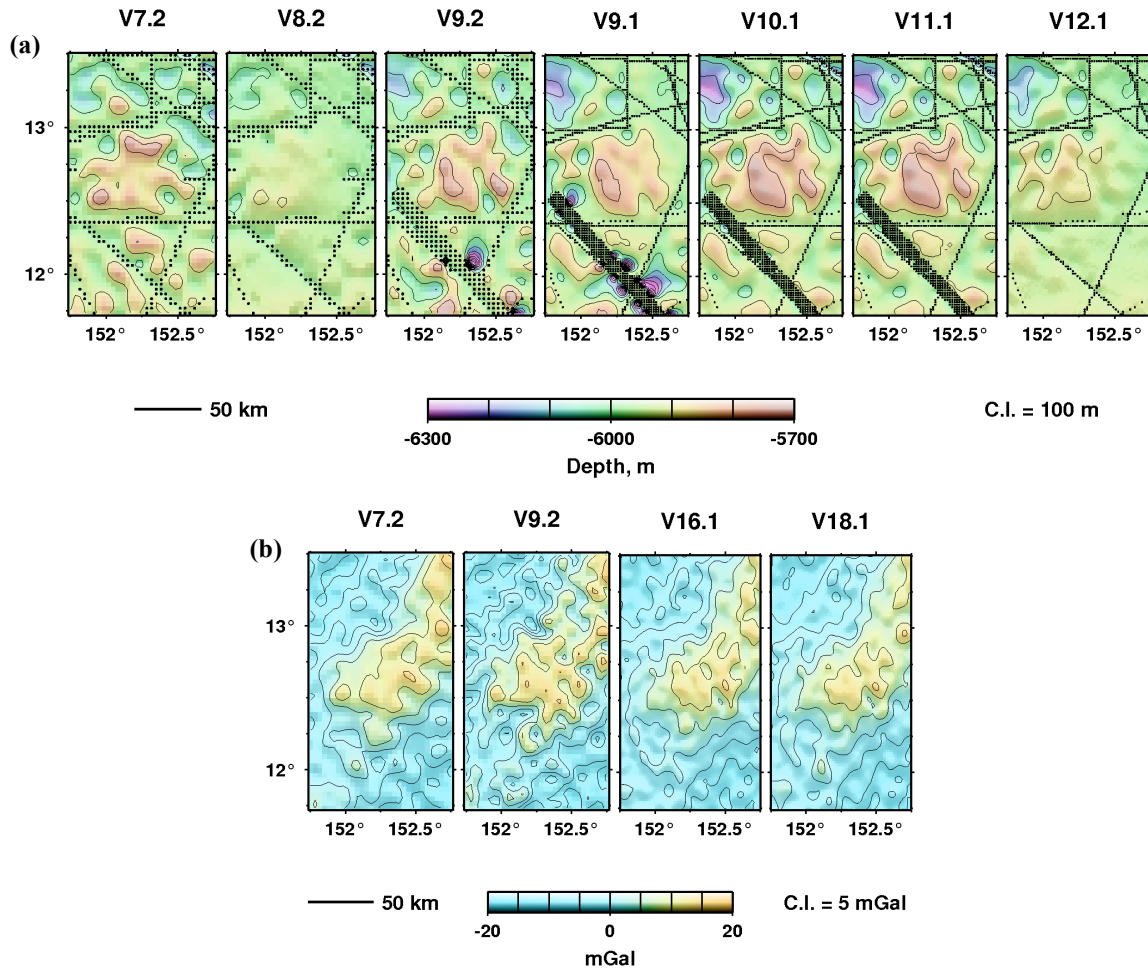 V7.2 V8.2 V9.2 V9.1 V10.1 V11.1 V12.1
(a)
13°
12°
152° 152.5° 152° 152.5° 152° 152.5° 152° 152.5° 152° 152.5° 152° 152.5° 152° 152.5°
50 km
C.I. = 100 m
-6300 -6000 -5700
Depth, m
V7.2 V9.2 V16.1 V18.1
(b)
13°
12°
152° 152.5° 152° 152.5° 152° 152.5° 152° 152.5°
50 km
C.I. = 5 mGal
-20 0 20
mGal